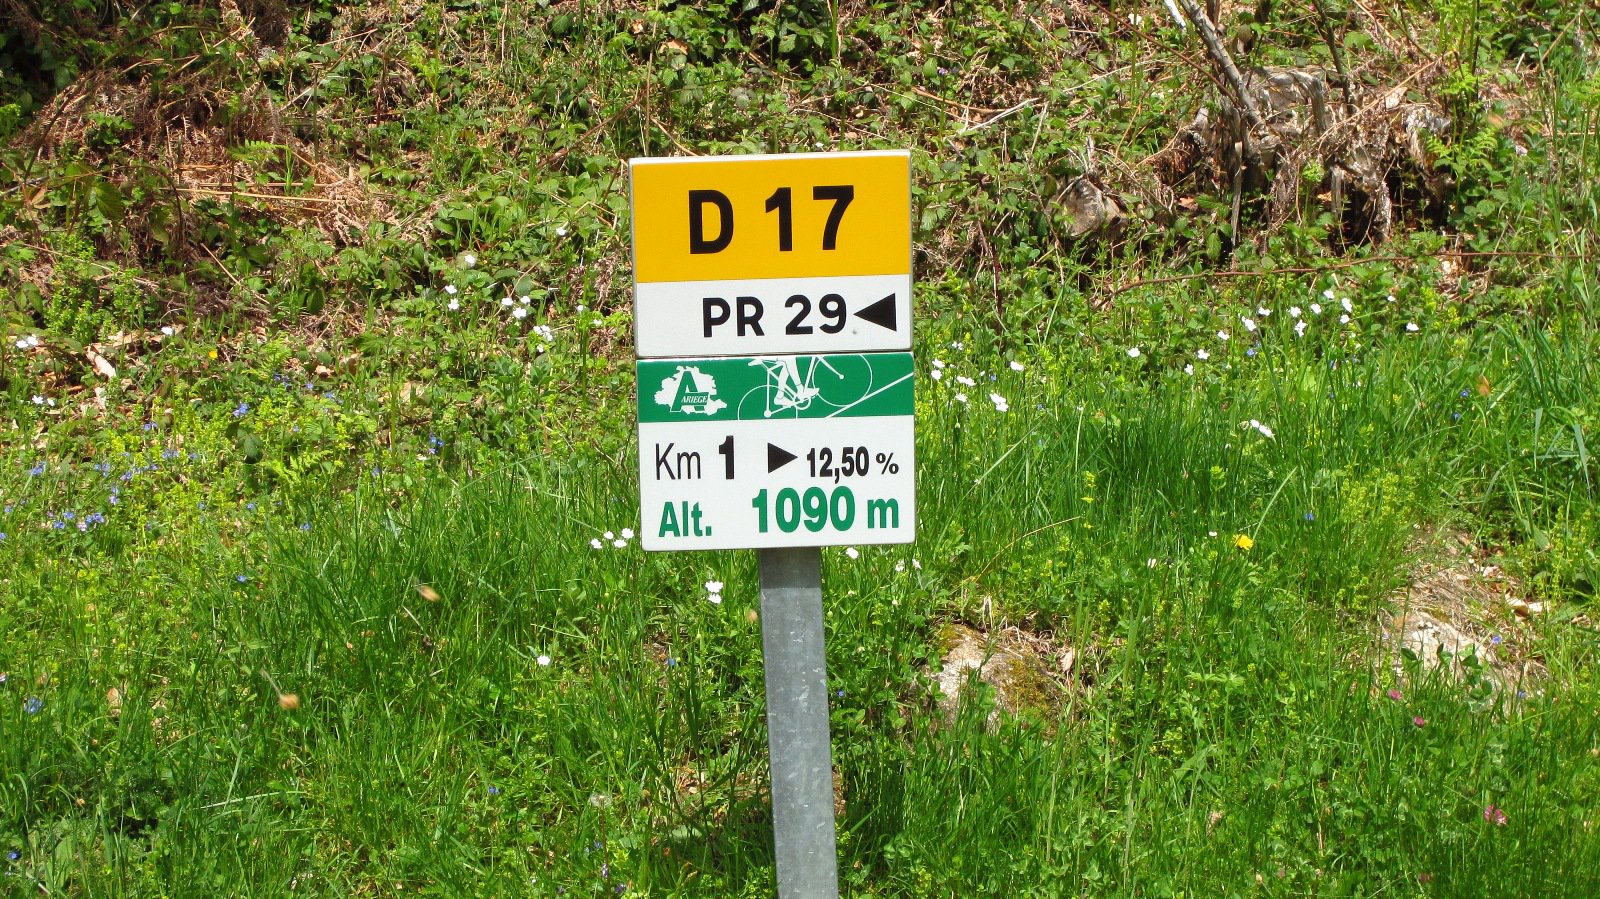 D 17
PR 29
A
ARIEGE
Km 1 ► 12,50 %
Alt. 1090 m